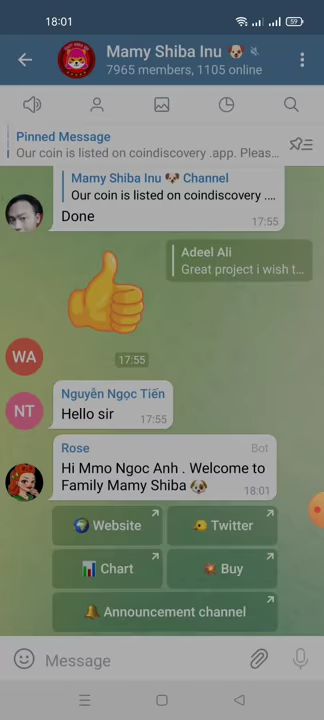 18:01
59
Mamy Shiba Inu
7965 members, 1105 online
Pinned Message
Our coin is listed on coindiscovery .app. Pleas...
Mamy Shiba Inu 🐶 Channel
Our coin is listed on coindiscovery ....
Done
17:55
Adeel Ali
Great project i wish t...
WA
17:55
NT
Nguyễn Ngọc Tiến
Hello sir
17:55
Rose
Bot
Hi Mmo Ngoc Anh . Welcome to
Family Mamy Shiba 🐶
18:01
Website
Twitter
Chart
Buy
Announcement channel
Message